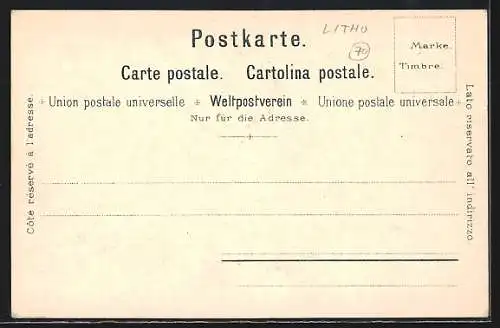 LITHO
70
Postkarte.
Marke.
Timbre.
Carte postale. Cartolina postale.
Union postale universelle * Weltpostverein * Unione postale universale
Nur für die Adresse.
Côté réservé à l'adresse.
Lato riservato all' indirizzo.